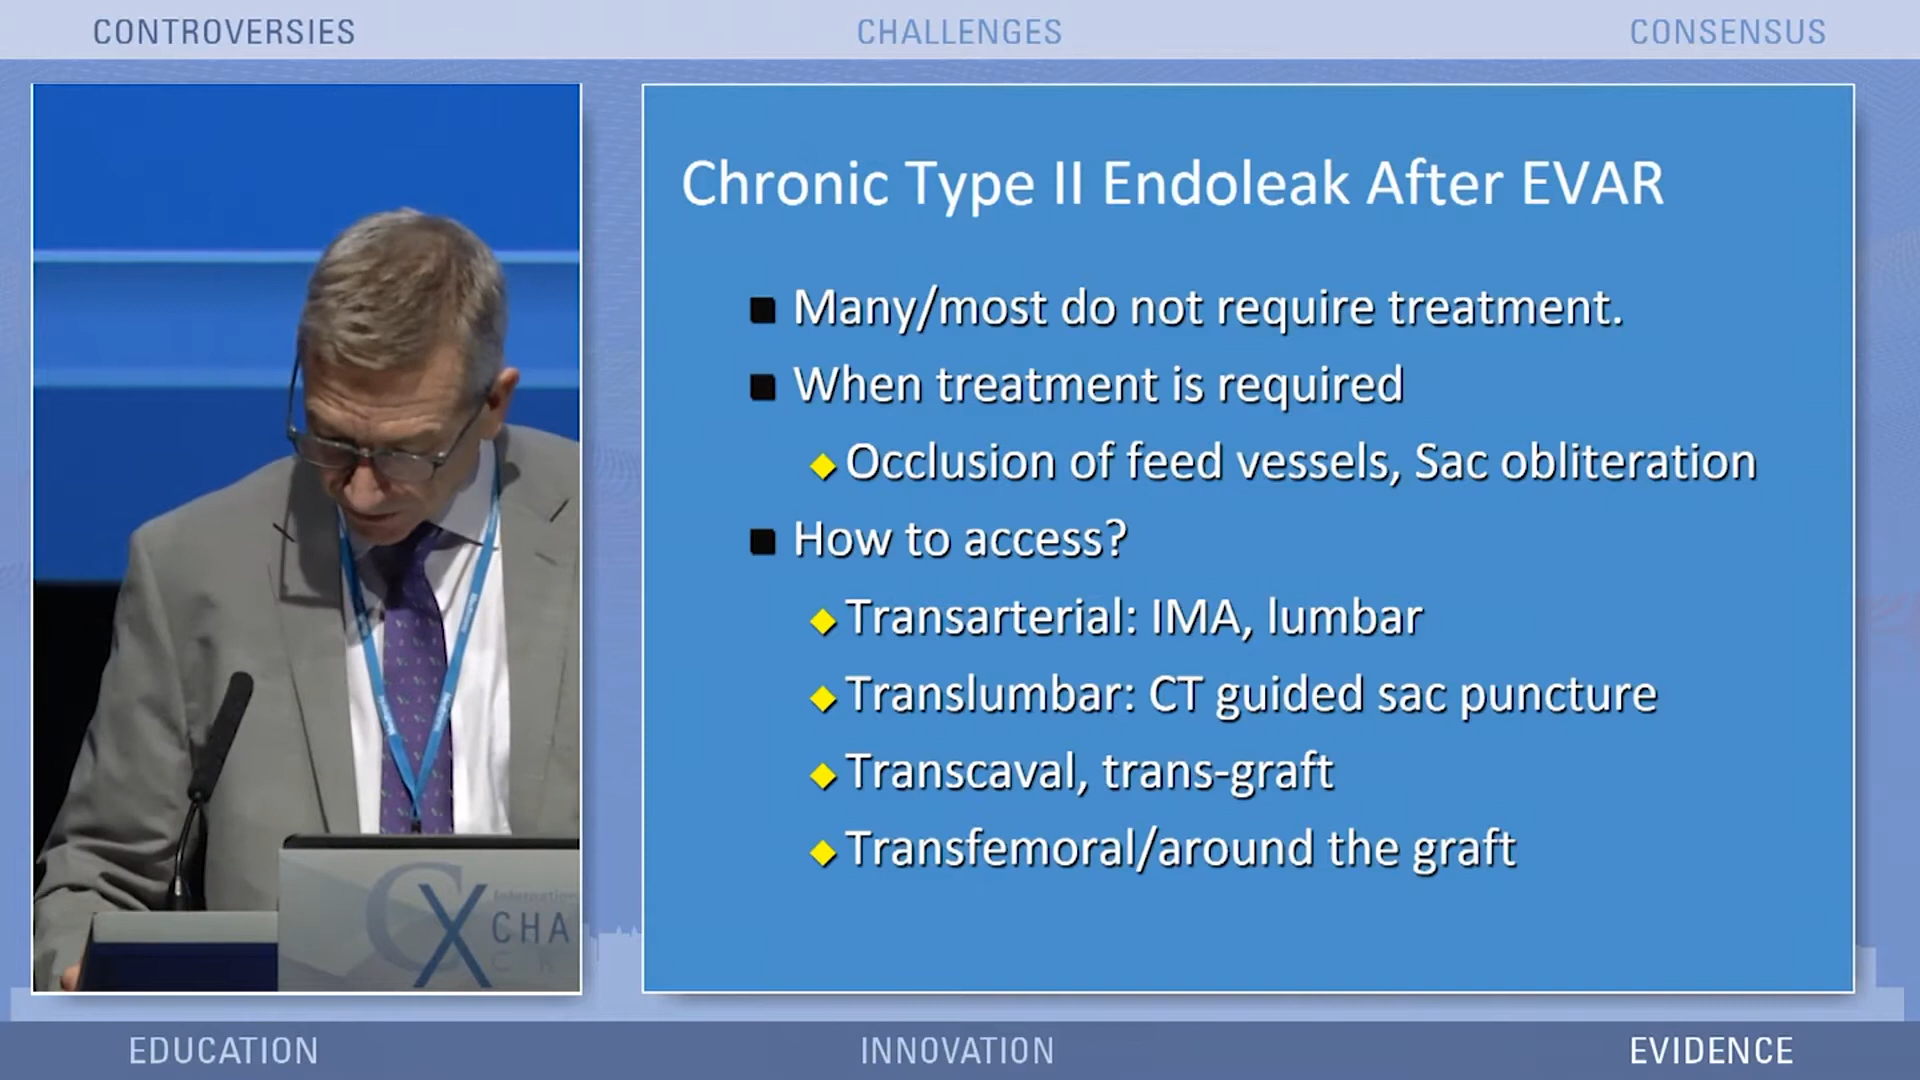 CONTROVERSIES
CHALLENGES
CONSENSUS
Chronic Type II Endoleak After EVAR
Many/most do not require treatment.
When treatment is required
Occlusion of feed vessels, Sac obliteration
How to access?
Transarterial: IMA, lumbar
Translumbar: CT guided sac puncture
Transcaval, trans-graft
Transfemoral/around the graft
CX
CHA
EDUCATION
INNOVATION
EVIDENCE